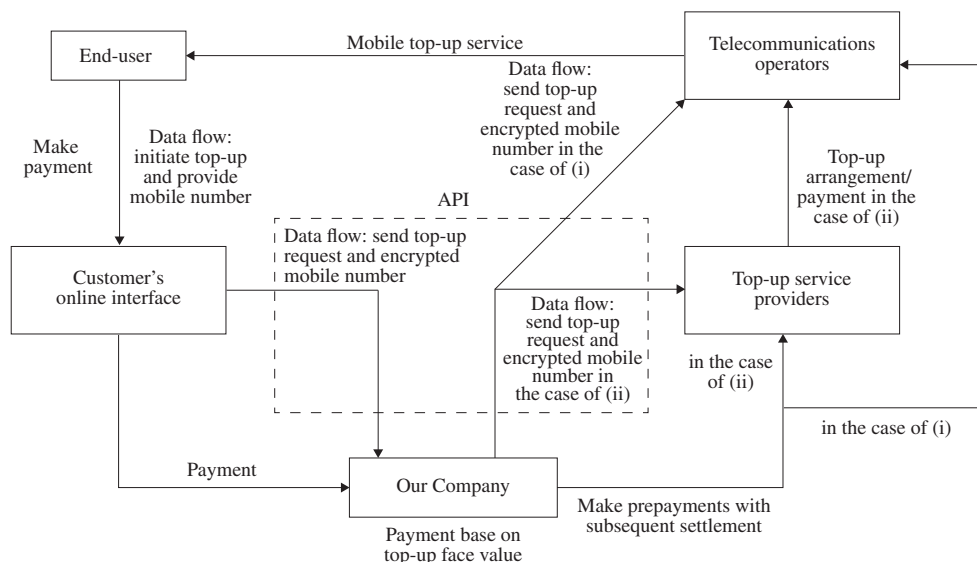 End-user
Mobile top-up service
Telecommunications
operators
Data flow:
send top-up
request and
encrypted mobile
number in the
case of (i)
Make
payment
Data flow:
initiate top-up
and provide
mobile number
Top-up
arrangement/
payment in the
case of (ii)
API
Data flow: send top-up
request and encrypted
mobile number
Customer's
online interface
Top-up service
providers
Data flow:
send top-up
request and
encrypted mobile
number in
the case of (ii)
in the case
of (ii)
in the case of (i)
Payment
Our Company
Make prepayments with
subsequent settlement
Payment base on
top-up face value